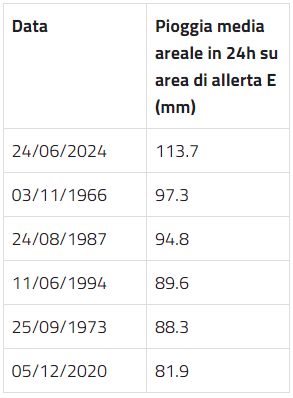 Data
Pioggia media
areale in 24h su
area di allerta E
(mm)
24/06/2024 113.7
03/11/1966 97.3
24/08/1987 94.8
11/06/1994 89.6
25/09/1973 88.3
05/12/2020 81.9